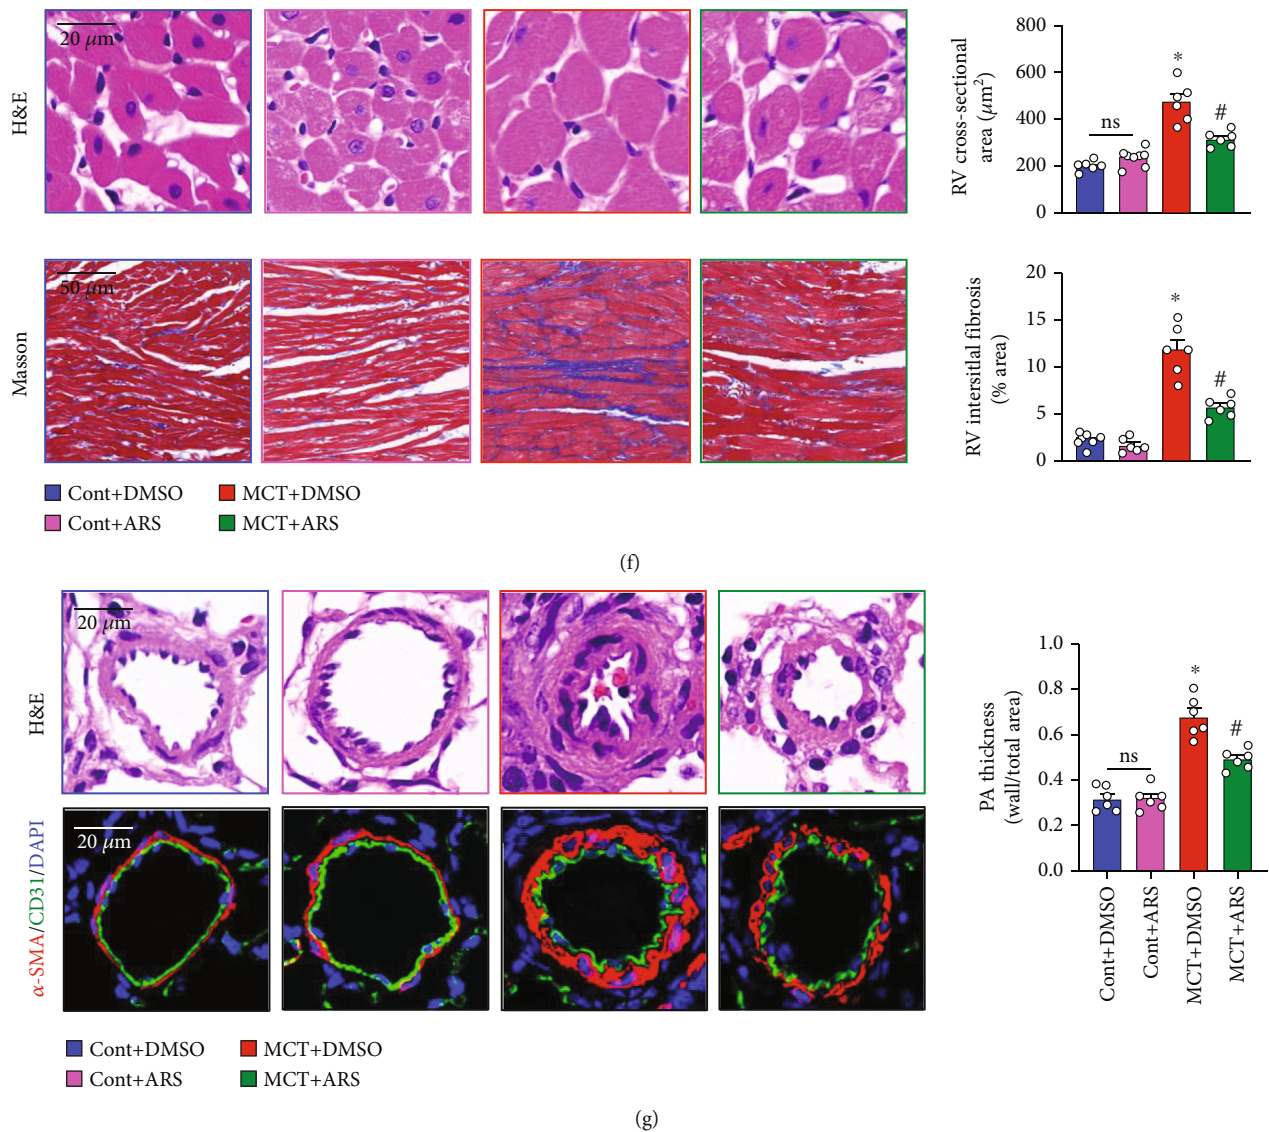 H&E
20 μm
RV cross-sectional
area (μm²)
800
600
400
200
0
ns
*
#
Masson
50 μm
RV intersitlal fibrosis
(% area)
20
15
10
5
0
*
#
Cont+DMSO
MCT+DMSO
Cont+ARS
MCT+ARS
(f)
H&E
20 μm
α-SMA/CD31/DAPI
20 μm
PA thickness
(wall/total area)
1.0
0.8
0.6
0.4
0.2
0.0
ns
*
#
Cont+DMSO
Cont+ARS
MCT+DMSO
MCT+ARS
Cont+DMSO
MCT+DMSO
Cont+ARS
MCT+ARS
(g)